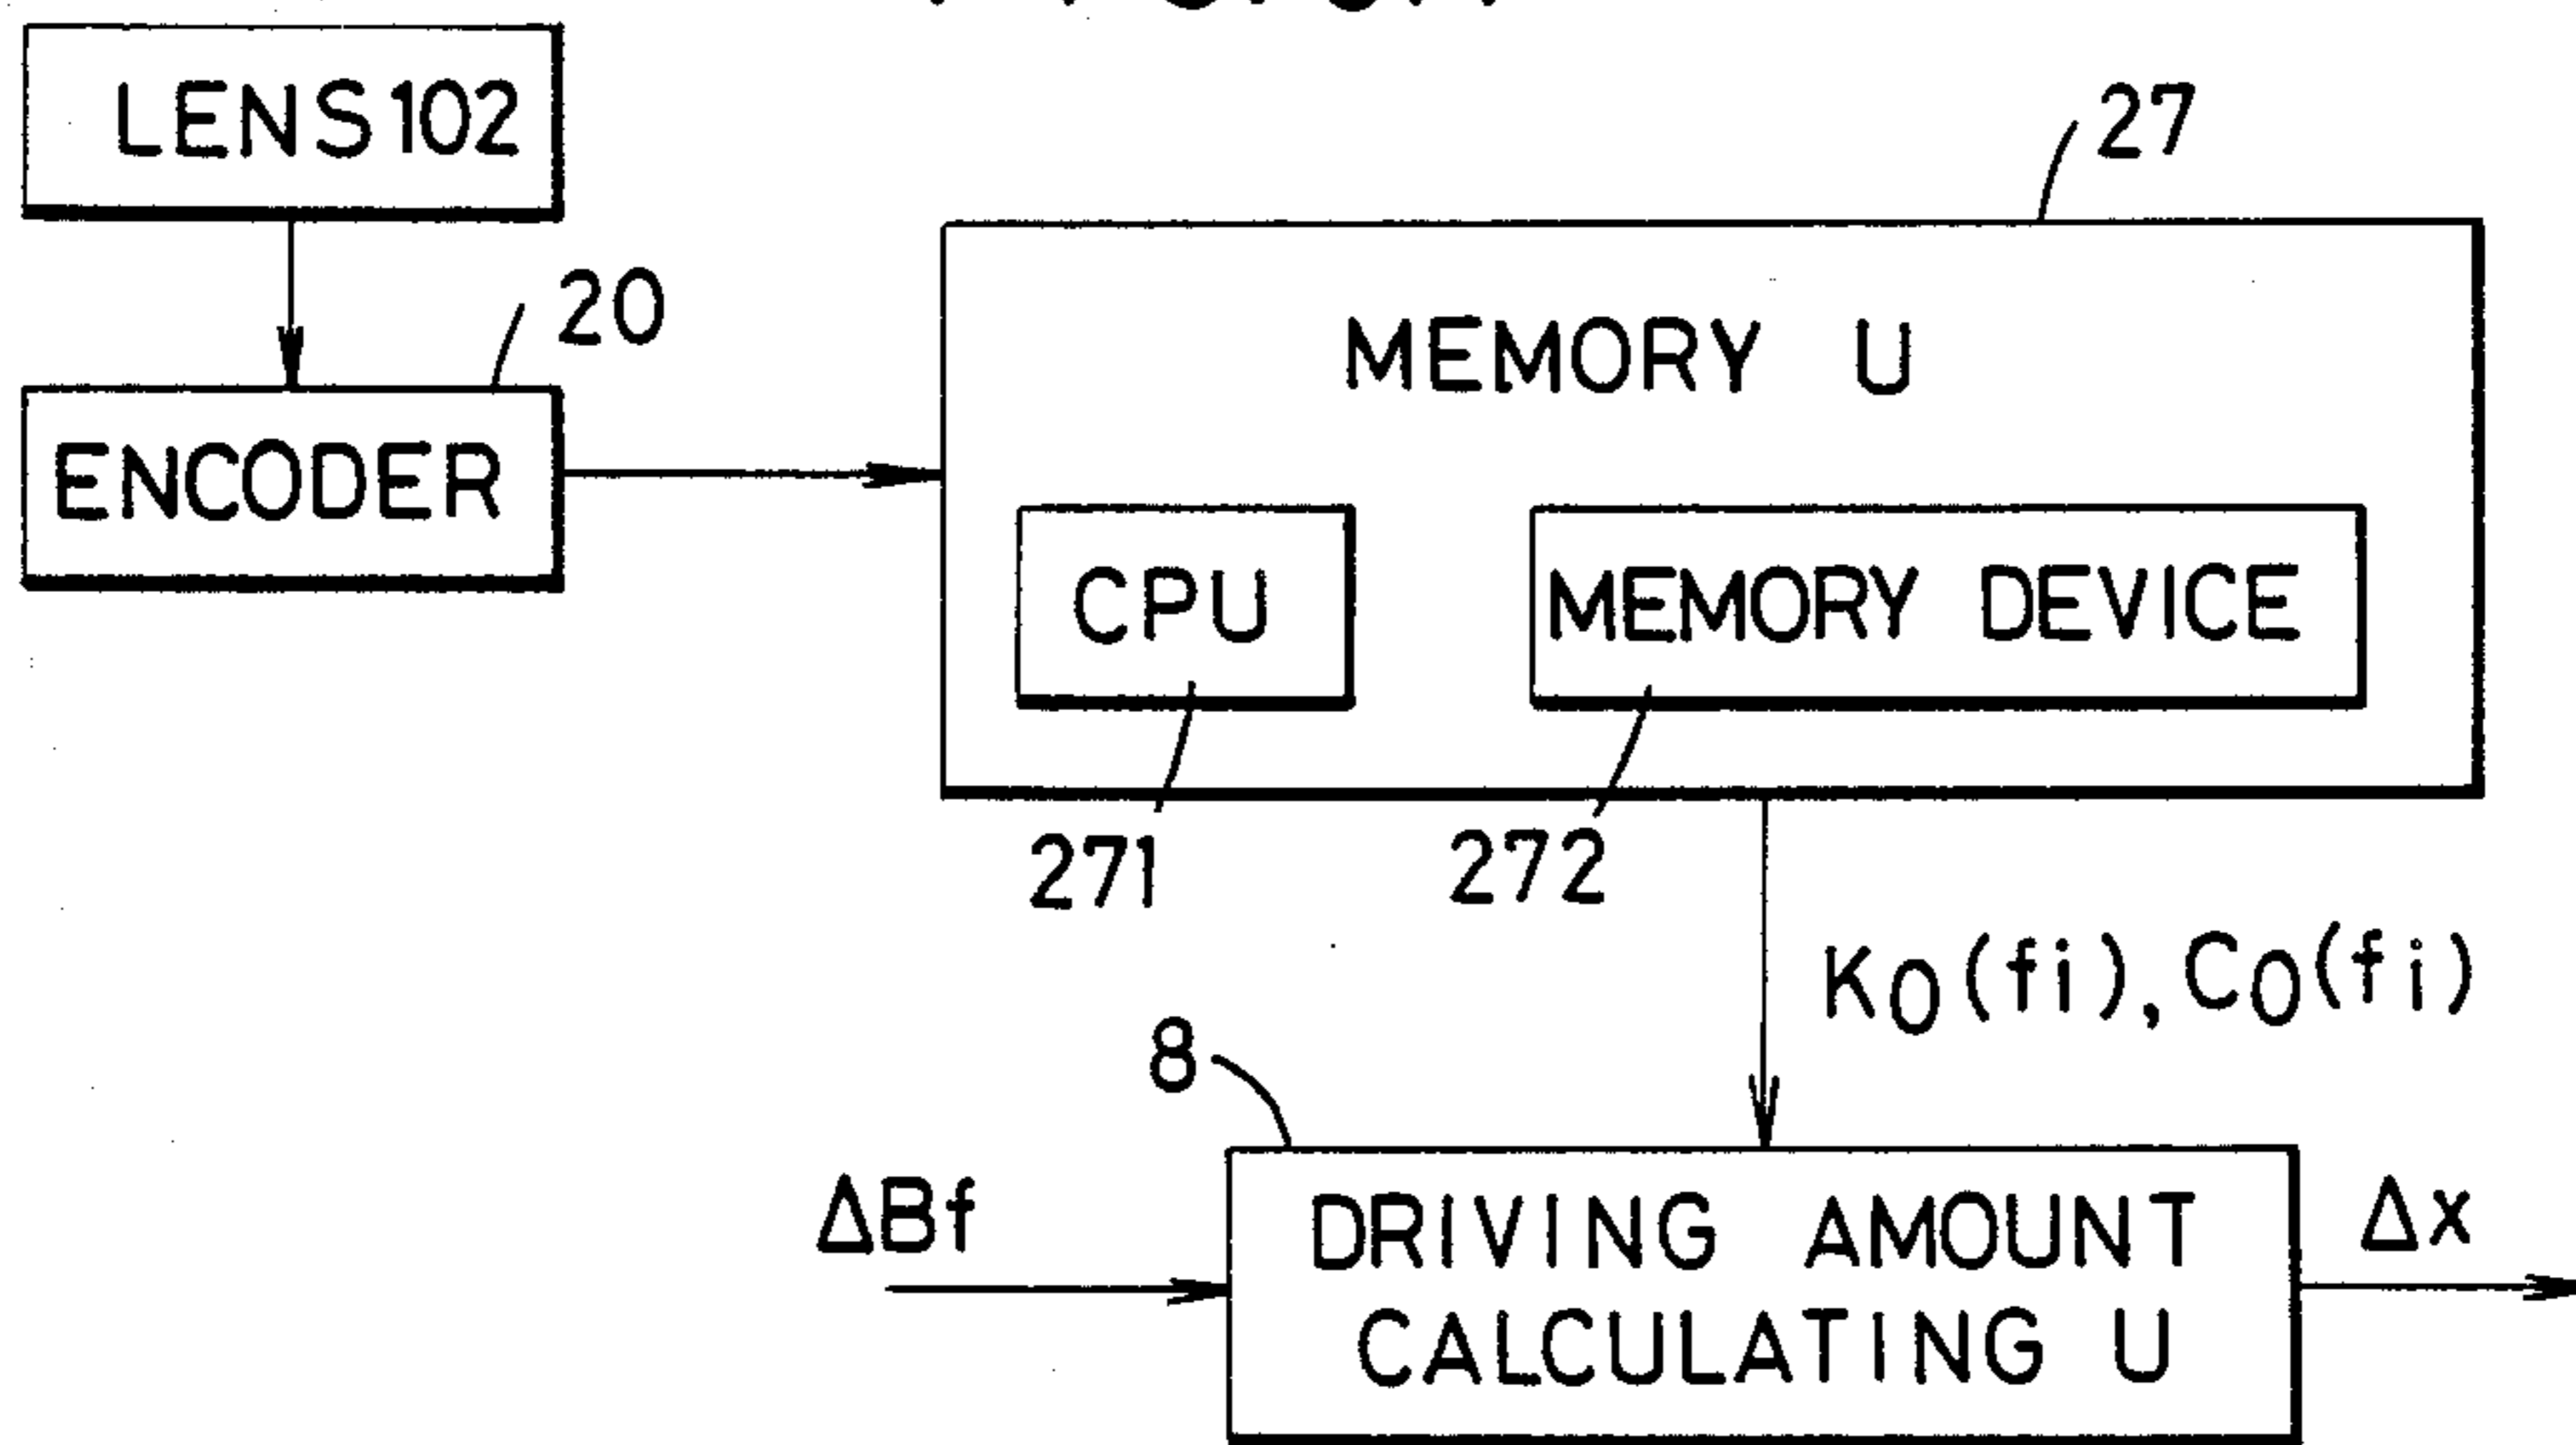 LENS 102
27
20
ENCODER
MEMORY U
CPU
MEMORY DEVICE
271
272
K0(fi), C0(fi)
8
ΔBf
DRIVING AMOUNT
CALCULATING U
Δx